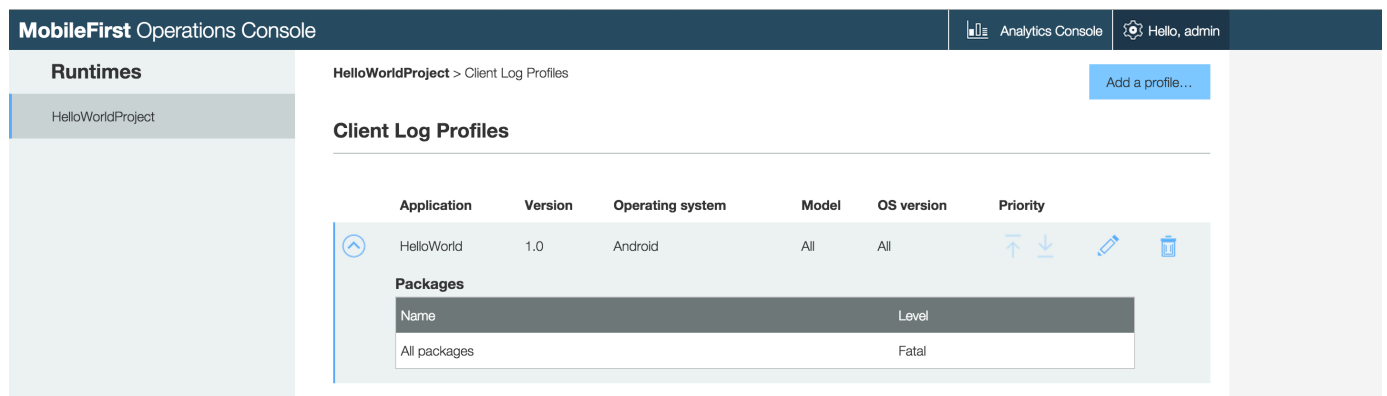 MobileFirst Operations Console
Analytics Console
Hello, admin
Runtimes
HelloWorldProject
HelloWorldProject > Client Log Profiles
Add a profile...
Client Log Profiles
Application Version Operating system Model OS version Priority
HelloWorld 1.0 Android All All
Packages
Name Level
All packages Fatal